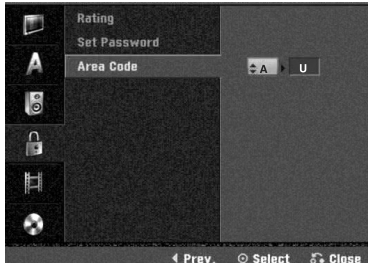 Rating
Set Password
Area Code
A U
A
Prev. Select Close